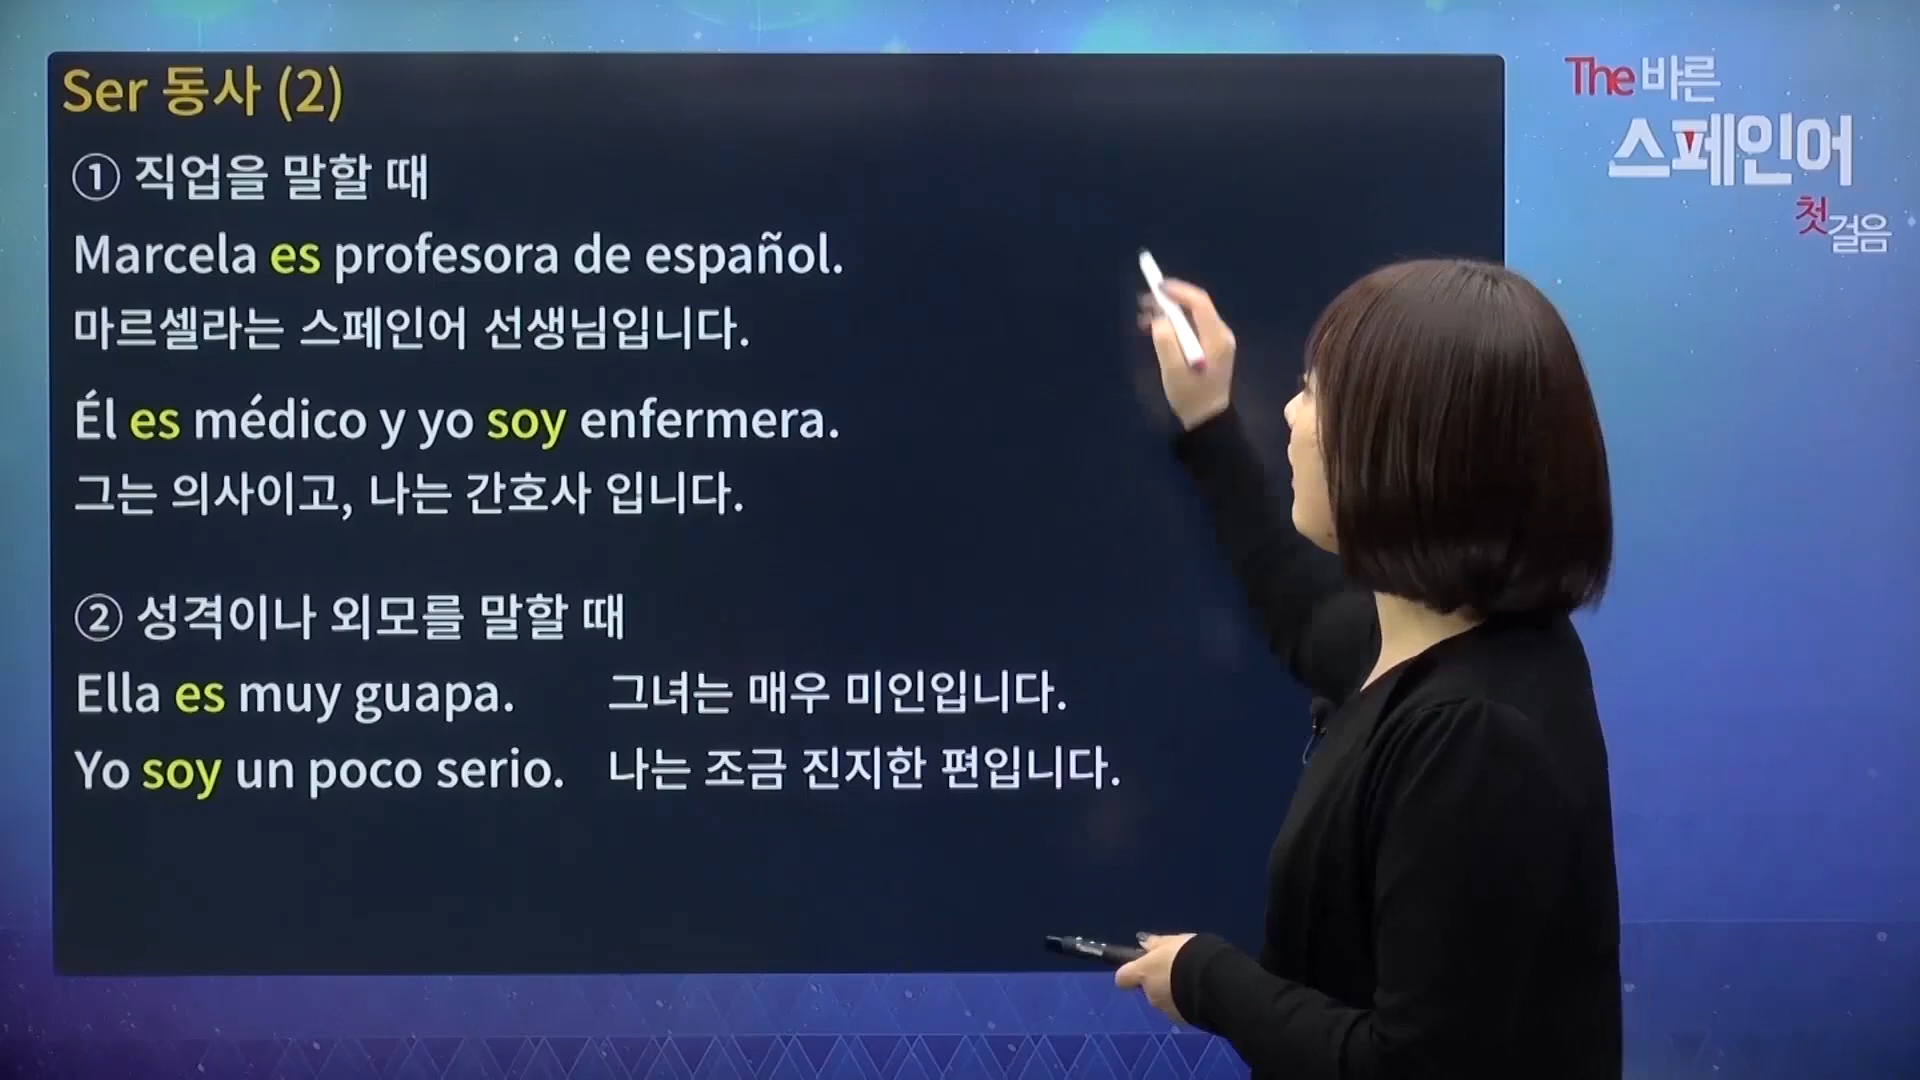 Ser 동사 (2)
① 직업을 말할 때
Marcela es profesora de español.
마르셀라는 스페인어 선생님입니다.
Él es médico y yo soy enfermera.
그는 의사이고, 나는 간호사 입니다.
② 성격이나 외모를 말할 때
Ella es muy guapa. 그녀는 매우 미인입니다.
Yo soy un poco serio. 나는 조금 진지한 편입니다.
The 바른
스페인어
첫걸음